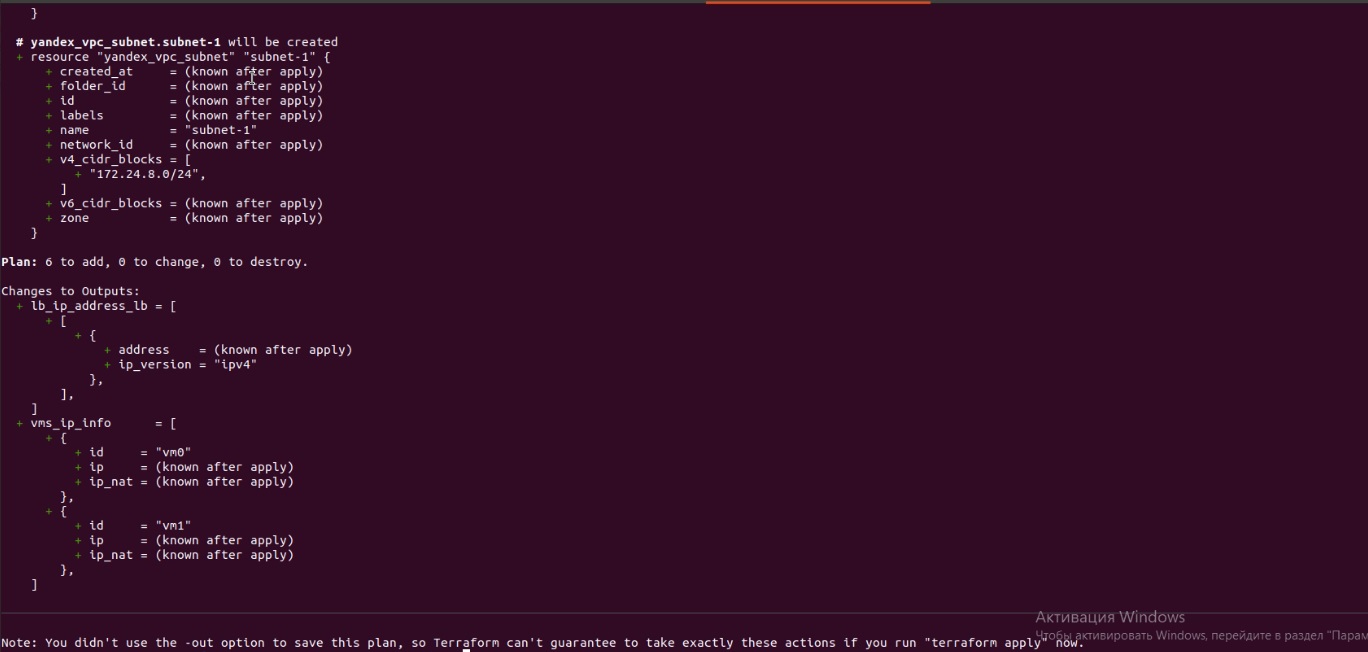 }

  # yandex_vpc_subnet.subnet-1 will be created
  + resource "yandex_vpc_subnet" "subnet-1" {
      + created_at     = (known after apply)
      + folder_id      = (known after apply)
      + id             = (known after apply)
      + labels         = (known after apply)
      + name           = "subnet-1"
      + network_id     = (known after apply)
      + v4_cidr_blocks = [
          + "172.24.8.0/24",
        ]
      + v6_cidr_blocks = (known after apply)
      + zone           = (known after apply)
    }

Plan: 6 to add, 0 to change, 0 to destroy.

Changes to Outputs:
  + lb_ip_address_lb = [
      + [
          + {
              + address    = (known after apply)
              + ip_version = "ipv4"
            },
        ],
    ]
  + vms_ip_info      = [
      + {
          + id     = "vm0"
          + ip     = (known after apply)
          + ip_nat = (known after apply)
        },
      + {
          + id     = "vm1"
          + ip     = (known after apply)
          + ip_nat = (known after apply)
        },
    ]

Активация Windows
Чтобы активировать Windows, перейдите в раздел "Парам
Note: You didn't use the -out option to save this plan, so Terraform can't guarantee to take exactly these actions if you run "terraform apply" now.